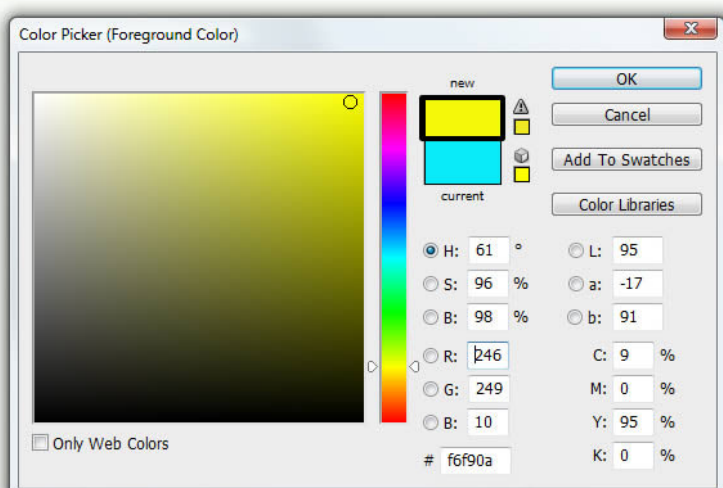 Color Picker (Foreground Color)
new
current
OK
Cancel
Add To Swatches
Color Libraries
H: 61 °
S: 96 %
B: 98 %
R: 246
G: 249
B: 10
# f6f90a
L: 95
a: -17
b: 91
C: 9 %
M: 0 %
Y: 95 %
K: 0 %
Only Web Colors